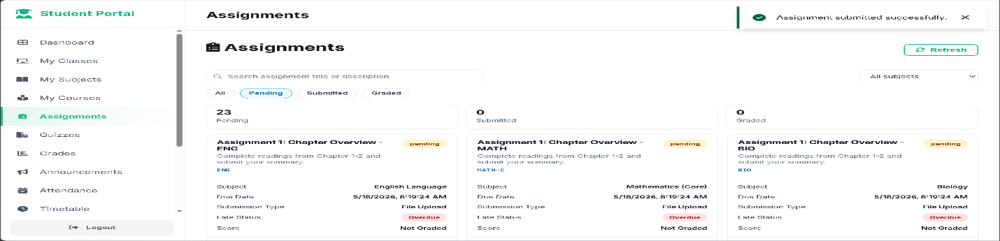 Student Portal
Assignments
Assignment submitted successfully.
Dashboard
My Classes
My Subjects
My Courses
Assignments
Quizzes
Grades
Announcements
Attendance
Timetable
Logout
Assignments
Refresh
Search assignment title or description
All subjects
All Pending Submitted Graded
23
Pending
0
Submitted
0
Graded
Assignment 1: Chapter Overview - ENG
pending
Complete readings from Chapter 1-2 and
submit your summary.
ENG
Subject English Language
Due Date 5/18/2026, 8:19:24 AM
Submission Type File Upload
Late Status Overdue
Score Not Graded
Assignment 1: Chapter Overview -
MATH
pending
Complete readings from Chapter 1-2 and
submit your summary.
MATH-C
Subject Mathematics (Core)
Due Date 5/18/2026, 8:19:24 AM
Submission Type File Upload
Late Status Overdue
Score Not Graded
Assignment 1: Chapter Overview -
BIO
pending
Complete readings from Chapter 1-2 and
submit your summary.
BIO
Subject Biology
Due Date 5/18/2026, 8:19:24 AM
Submission Type File Upload
Late Status Overdue
Score Not Graded